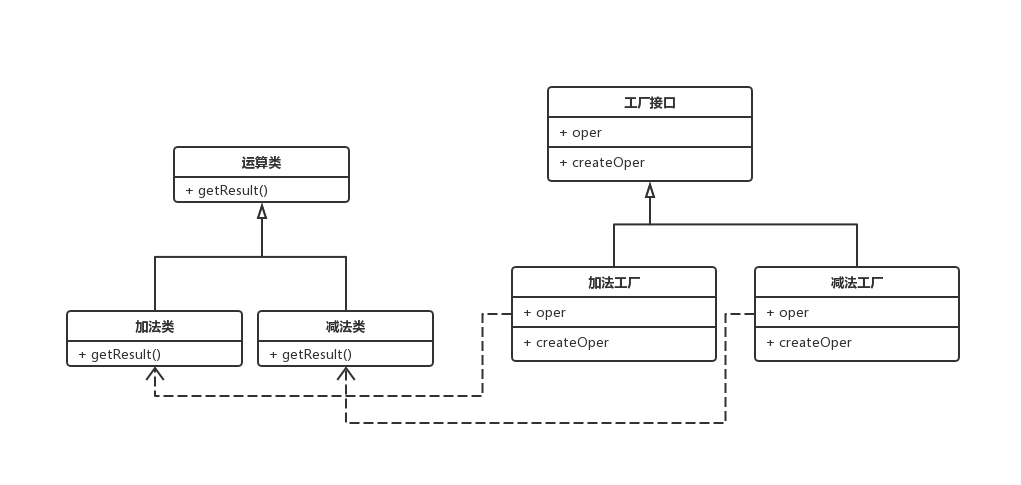 工厂接口
+ oper
+ createOper
运算类
+ getResult()
加法工厂
+ oper
+ createOper
减法工厂
+ oper
+ createOper
加法类
+ getResult()
减法类
+ getResult()